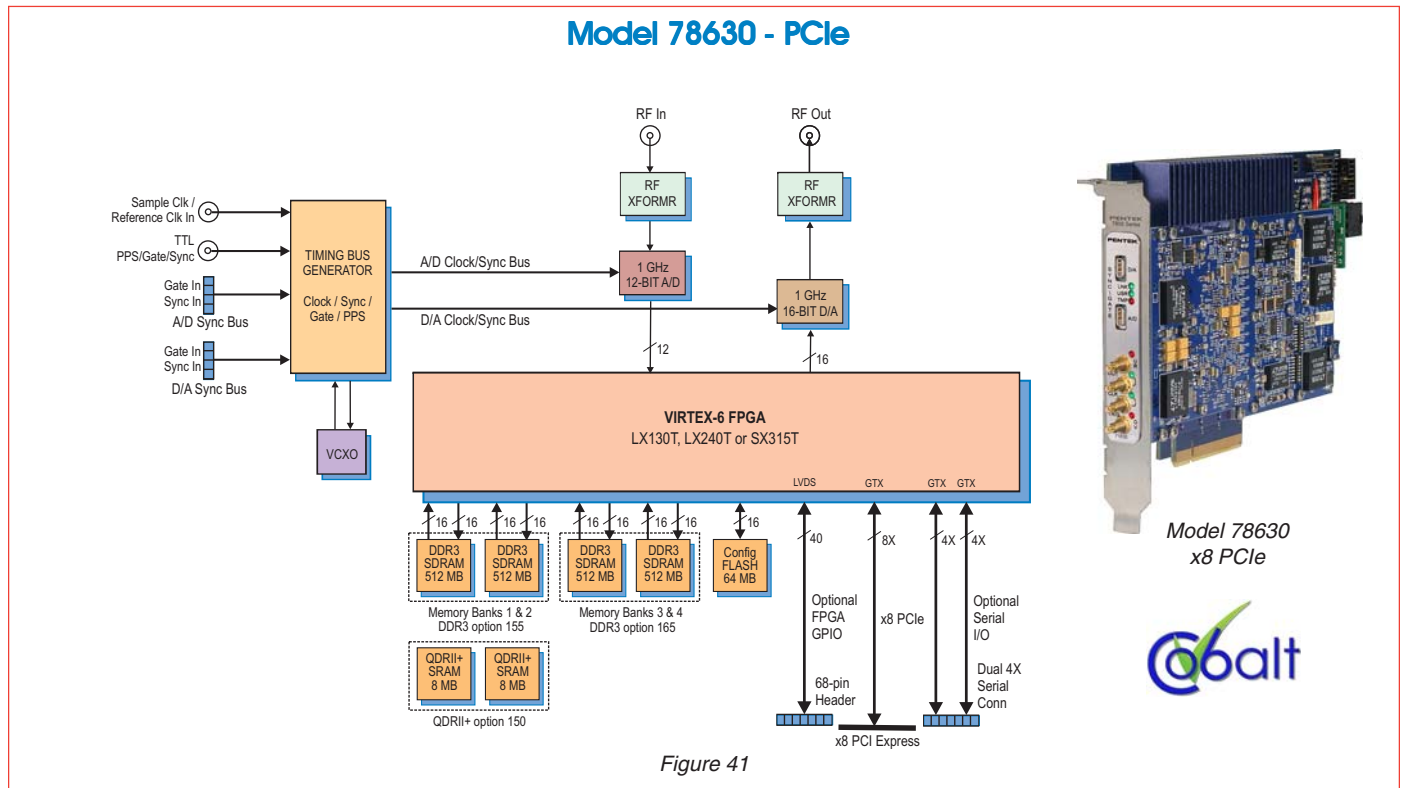 Model 78630 - PCIe
RF In
RF Out
Sample Clk /
Reference Clk In
TTL
PPS/Gate/Sync
Gate In
Sync In
A/D Sync Bus
Gate In
Sync In
D/A Sync Bus
TIMING BUS
GENERATOR
Clock / Sync /
Gate / PPS
VCXO
A/D Clock/Sync Bus
D/A Clock/Sync Bus
RF
XFORMR
RF
XFORMR
1 GHz
12-BIT A/D
1 GHz
16-BIT D/A
12
16
VIRTEX-6 FPGA
LX130T, LX240T or SX315T
LVDS
GTX
GTX
GTX
16
16
16
16
16
16
16
16
16
40
8X
4X
4X
DDR3
SDRAM
512 MB
DDR3
SDRAM
512 MB
DDR3
SDRAM
512 MB
DDR3
SDRAM
512 MB
Config
FLASH
64 MB
Memory Banks 1 & 2
DDR3 option 155
Memory Banks 3 & 4
DDR3 option 165
QDRII+
SRAM
8 MB
QDRII+
SRAM
8 MB
QDRII+ option 150
Optional
FPGA
GPIO
68-pin
Header
x8 PCIe
x8 PCI Express
Optional
Serial
I/O
Dual 4X
Serial
Conn
PENTEK
PENTEK
D/A
LNK
USR
TMP
A/D
SYNC/GATE
Model 78630
x8 PCIe
Cobalt
Figure 41